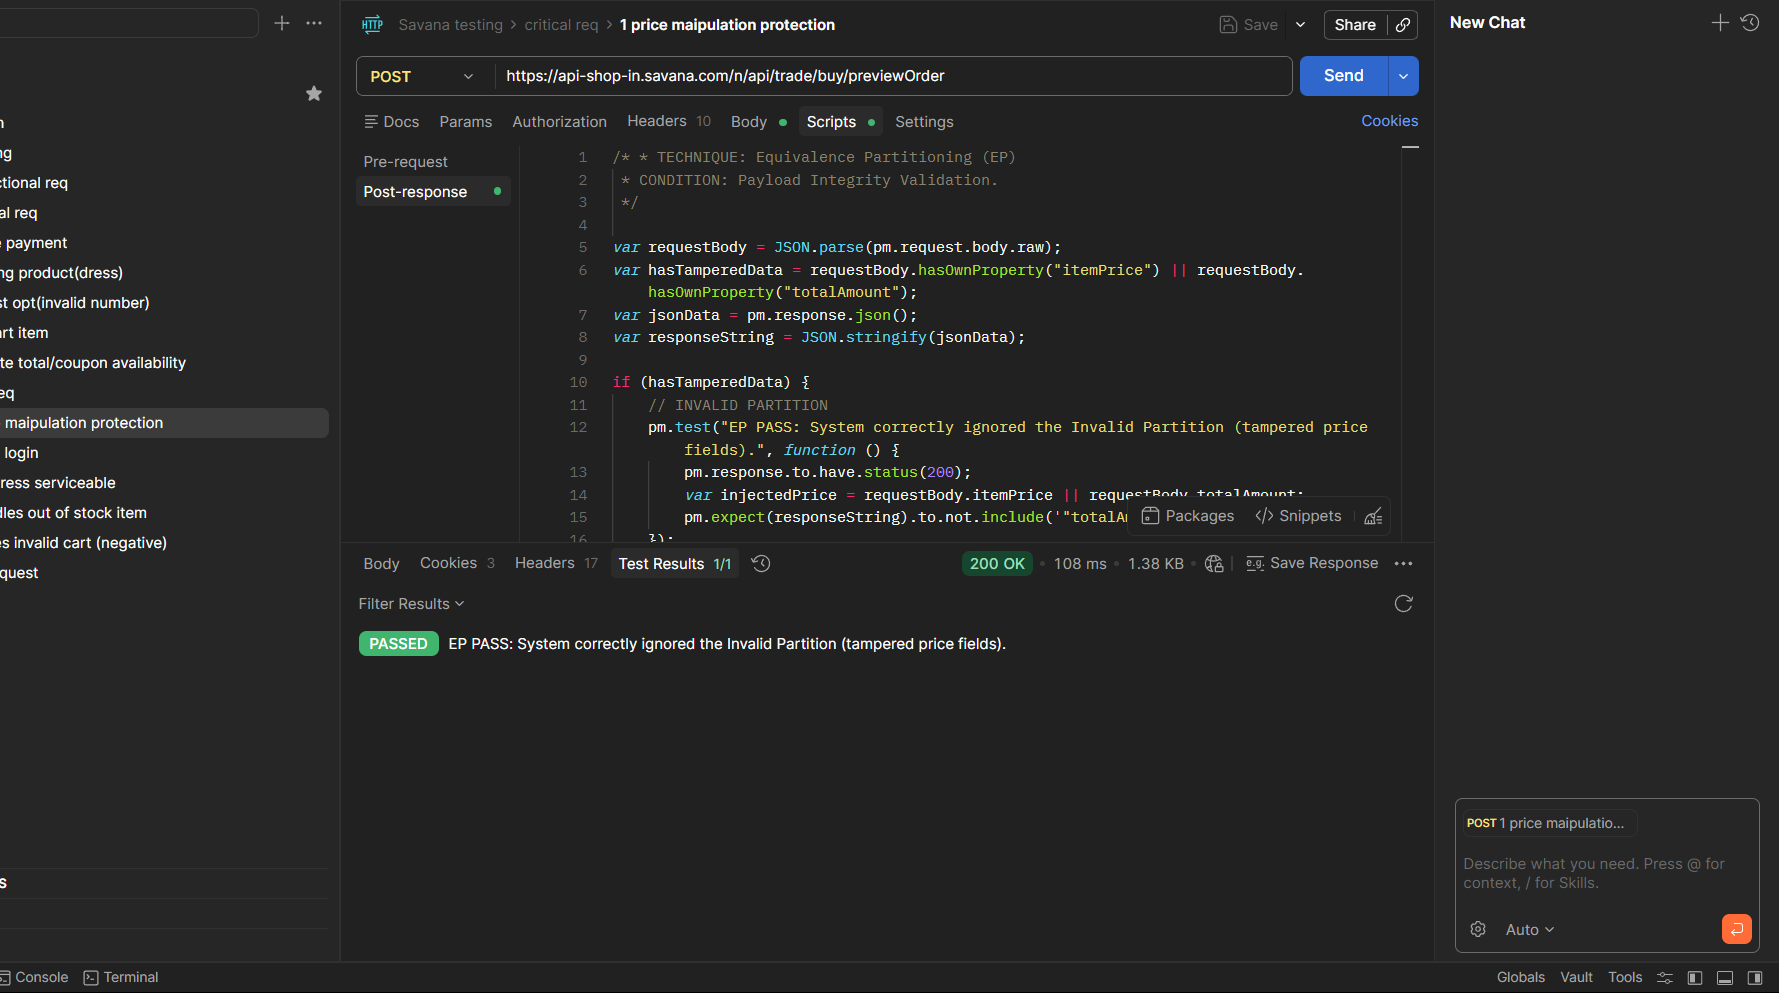 HTTP Savana testing > critical req > 1 price maipulation protection
Save
Share
New Chat
POST
https://api-shop-in.savana.com/n/api/trade/buy/previewOrder
Send
Docs Params Authorization Headers 10 Body Scripts Settings
Cookies
ng
ctional req
al req
e payment
ng product(dress)
st opt(invalid number)
art item
te total/coupon availability
eq
maipulation protection
login
ress serviceable
dles out of stock item
es invalid cart (negative)
quest
S
Pre-request
Post-response
1 /* * TECHNIQUE: Equivalence Partitioning (EP)
2 * CONDITION: Payload Integrity Validation.
3 */
4
5 var requestBody = JSON.parse(pm.request.body.raw);
6 var hasTamperedData = requestBody.hasOwnProperty("itemPrice") || requestBody.
hasOwnProperty("totalAmount");
7 var jsonData = pm.response.json();
8 var responseString = JSON.stringify(jsonData);
9
10 if (hasTamperedData) {
11 // INVALID PARTITION
12 pm.test("EP PASS: System correctly ignored the Invalid Partition (tampered price
fields).", function () {
13 pm.response.to.have.status(200);
14 var injectedPrice = requestBody.itemPrice || requestBody.totalAmount;
15 pm.expect(responseString).to.not.include('"totalA
16 });
Packages </> Snippets
Body Cookies 3 Headers 17 Test Results 1/1
200 OK • 108 ms • 1.38 KB • e.g. Save Response
Filter Results
PASSED EP PASS: System correctly ignored the Invalid Partition (tampered price fields).
POST 1 price maipulatio...
Describe what you need. Press @ for
context, / for Skills.
Auto
Console Terminal
Globals Vault Tools